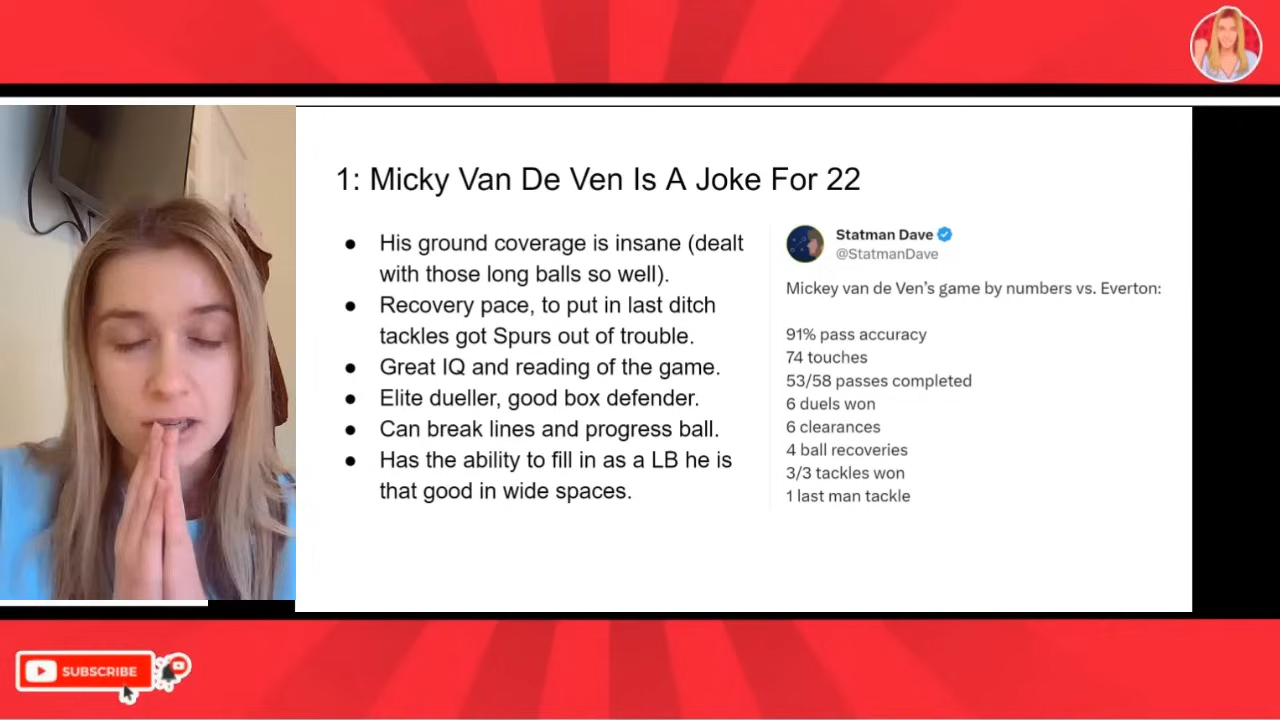 1: Micky Van De Ven Is A Joke For 22
● His ground coverage is insane (dealt
with those long balls so well).
● Recovery pace, to put in last ditch
tackles got Spurs out of trouble.
● Great IQ and reading of the game.
● Elite dueller, good box defender.
● Can break lines and progress ball.
● Has the ability to fill in as a LB he is
that good in wide spaces.
Statman Dave
@StatmanDave
Mickey van de Ven's game by numbers vs. Everton:
91% pass accuracy
74 touches
53/58 passes completed
6 duels won
6 clearances
4 ball recoveries
3/3 tackles won
1 last man tackle
SUBSCRIBE